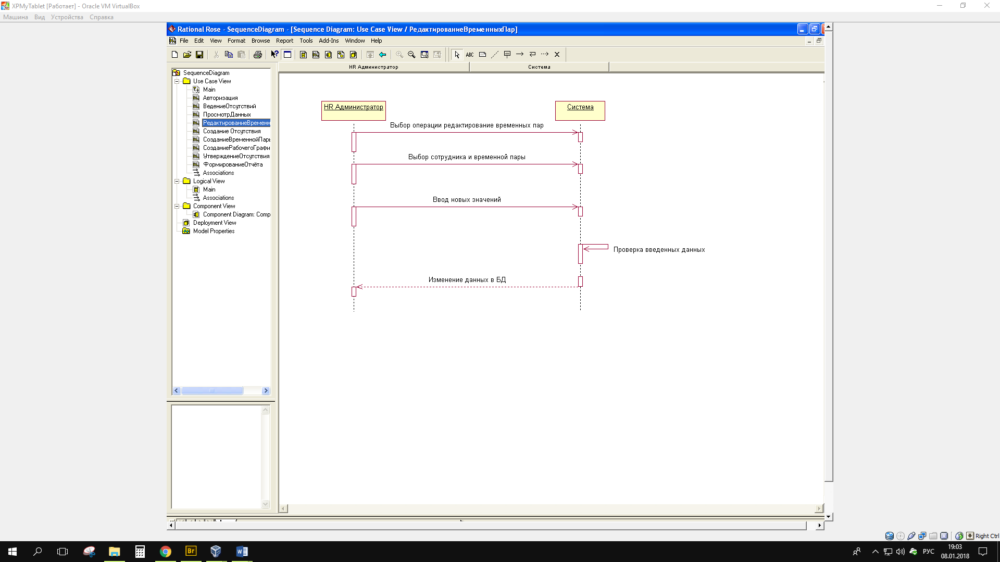 XPMyTablet [Работает] - Oracle VM VirtualBox
Машина Вид Устройства Справка
Rational Rose - SequenceDiagram - [Sequence Diagram: Use Case View / РедактированиеВременныхПар]
File Edit View Format Browse Report Tools Add-Ins Window Help
ABC
HR Администратор Система
SequenceDiagram
Use Case View
Main
Авторизация
ВедениеОтсутствий
ПросмотрДанных
РедактированиеВременн
Создание Отсутствия
СозданиеВременнойПары
СозданиеРабочегоГрафи
УтверждениеОтсутствия
ФормированиеОтчёта
Associations
Logical View
Main
Associations
Component View
Component Diagram: Comp
Deployment View
Model Properties
HR Администратор
Система
Выбор операции редактирование временных пар
Выбор сотрудника и временной пары
Ввод новых значений
Проверка введенных данных
Изменение данных в БД
Right Ctrl
Br
РУС
19:03
08.01.2018